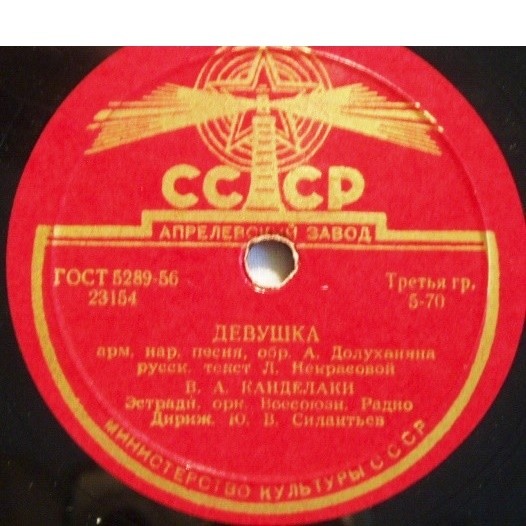 СССР
АПРЕЛЕВСКИЙ ЗАВОД
ГОСТ 5289-56
23154
Третья гр.
5-70
ДЕВУШКА
арм. нар. песня, обр. А. Долуханяна
русск. текст Л. Некрасовой
В. А. КАНДЕЛАКИ
Эстрадн. орк. Всесоюзн. Радио
Дириж. Ю. В. Силантьев
МИНИСТЕРСТВО КУЛЬТУРЫ СССР